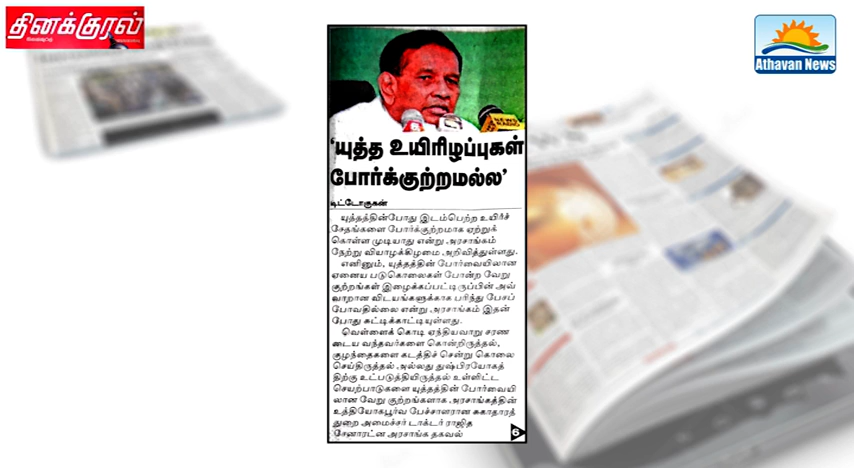 தினக்குரல்
Athavan News
‘யுத்த உயிரிழப்புகள்
போர்க்குற்றமல்ல’
டிட்டோகுகன்
யுத்தத்தின்போது இடம்பெற்ற உயிர்ச்
சேதங்களை போர்க்குற்றமாக ஏற்றுக்
கொள்ள முடியாது என்று அரசாங்கம்
நேற்று வியாழக்கிழமை அறிவித்துள்ளது.
எனினும், யுத்தத்தின் போர்வையிலான
ஏனைய படுகொலைகள் போன்ற வேறு
குற்றங்கள் இழைக்கப்பட்டிருப்பின் அவ்
வாறான விடயங்களுக்காக பரிந்து பேசப்
போவதில்லை என்று அரசாங்கம் இதன்
போது சுட்டிக்காட்டியுள்ளது.
வெள்ளைக் கொடி ஏந்தியவாறு சரண
டைய வந்தவர்களை கொன்றிருத்தல்,
குழந்தைகளை கடத்திச் சென்று கொலை
செய்திருத்தல் அல்லது துஷ்பிரயோகத்
திற்கு உட்படுத்தியிருத்தல் உள்ளிட்ட
செயற்பாடுகளை யுத்தத்தின் போர்வையி
லான வேறு குற்றங்களாக அரசாங்கத்தின்
உத்தியோகபூர்வ பேச்சாளரான சுகாதாரத்
துறை அமைச்சர் டாக்டர் ராஜித
சேனாரட்ன அரசாங்க தகவல்
6